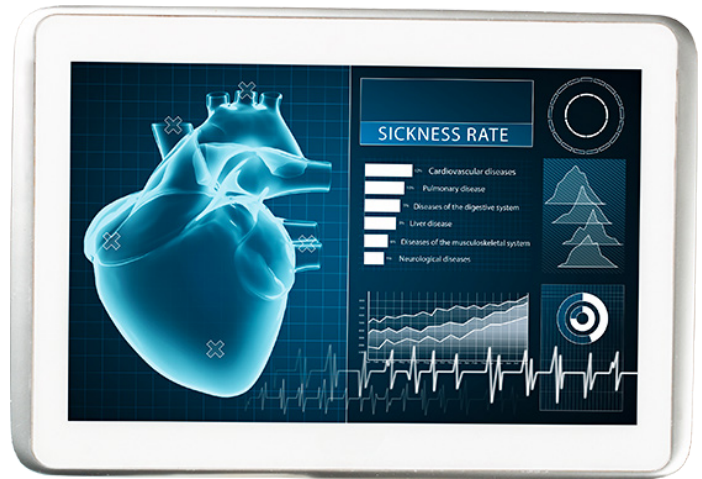 SICKNESS RATE
Cardiovascular diseases
Pulmonary disease
Diseases of the digestive system
Liver disease
Diseases of the musculoskeletal system
Neurological diseases